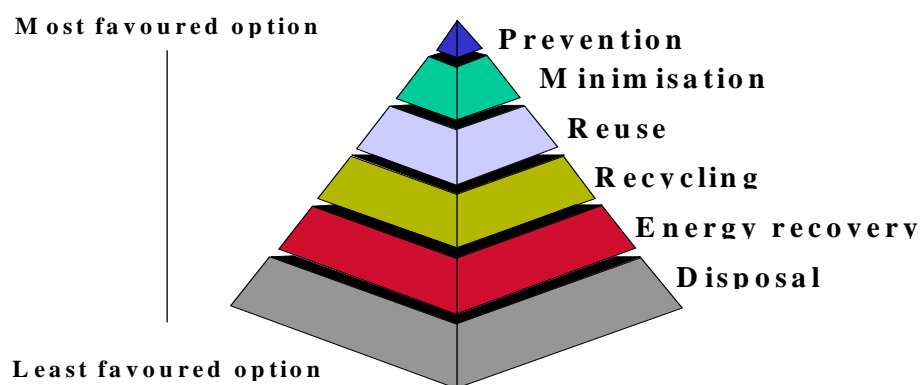 Most favoured option
Prevention
Minimisation
Reuse
Recycling
Energy recovery
Disposal
Least favoured option